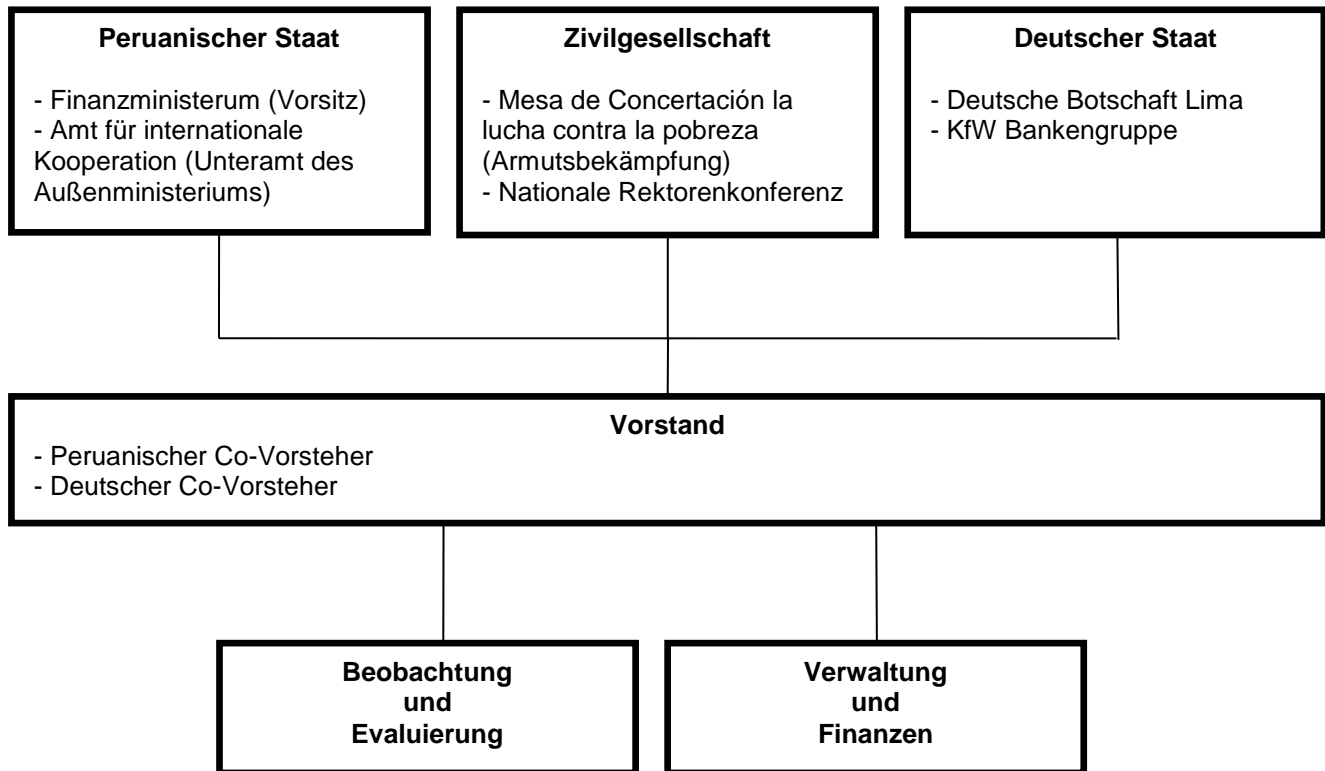 Peruanischer Staat
- Finanzministerum (Vorsitz)
- Amt für internationale
Kooperation (Unteramt des
Außenministeriums)
Zivilgesellschaft
- Mesa de Concertación la
lucha contra la pobreza
(Armutsbekämpfung)
- Nationale Rektorenkonferenz
Deutscher Staat
- Deutsche Botschaft Lima
- KfW Bankengruppe
Vorstand
- Peruanischer Co-Vorsteher
- Deutscher Co-Vorsteher
Beobachtung
und
Evaluierung
Verwaltung
und
Finanzen